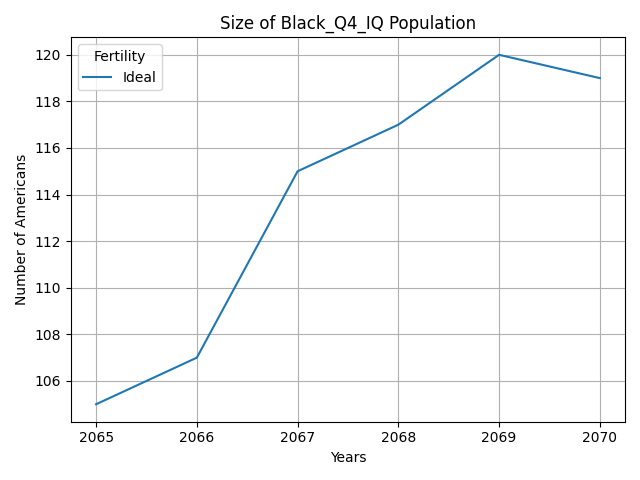 Size of Black_Q4_IQ Population
Fertility
Ideal
120
118
116
114
112
110
108
106
Number of Americans
2065 2066 2067 2068 2069 2070
Years